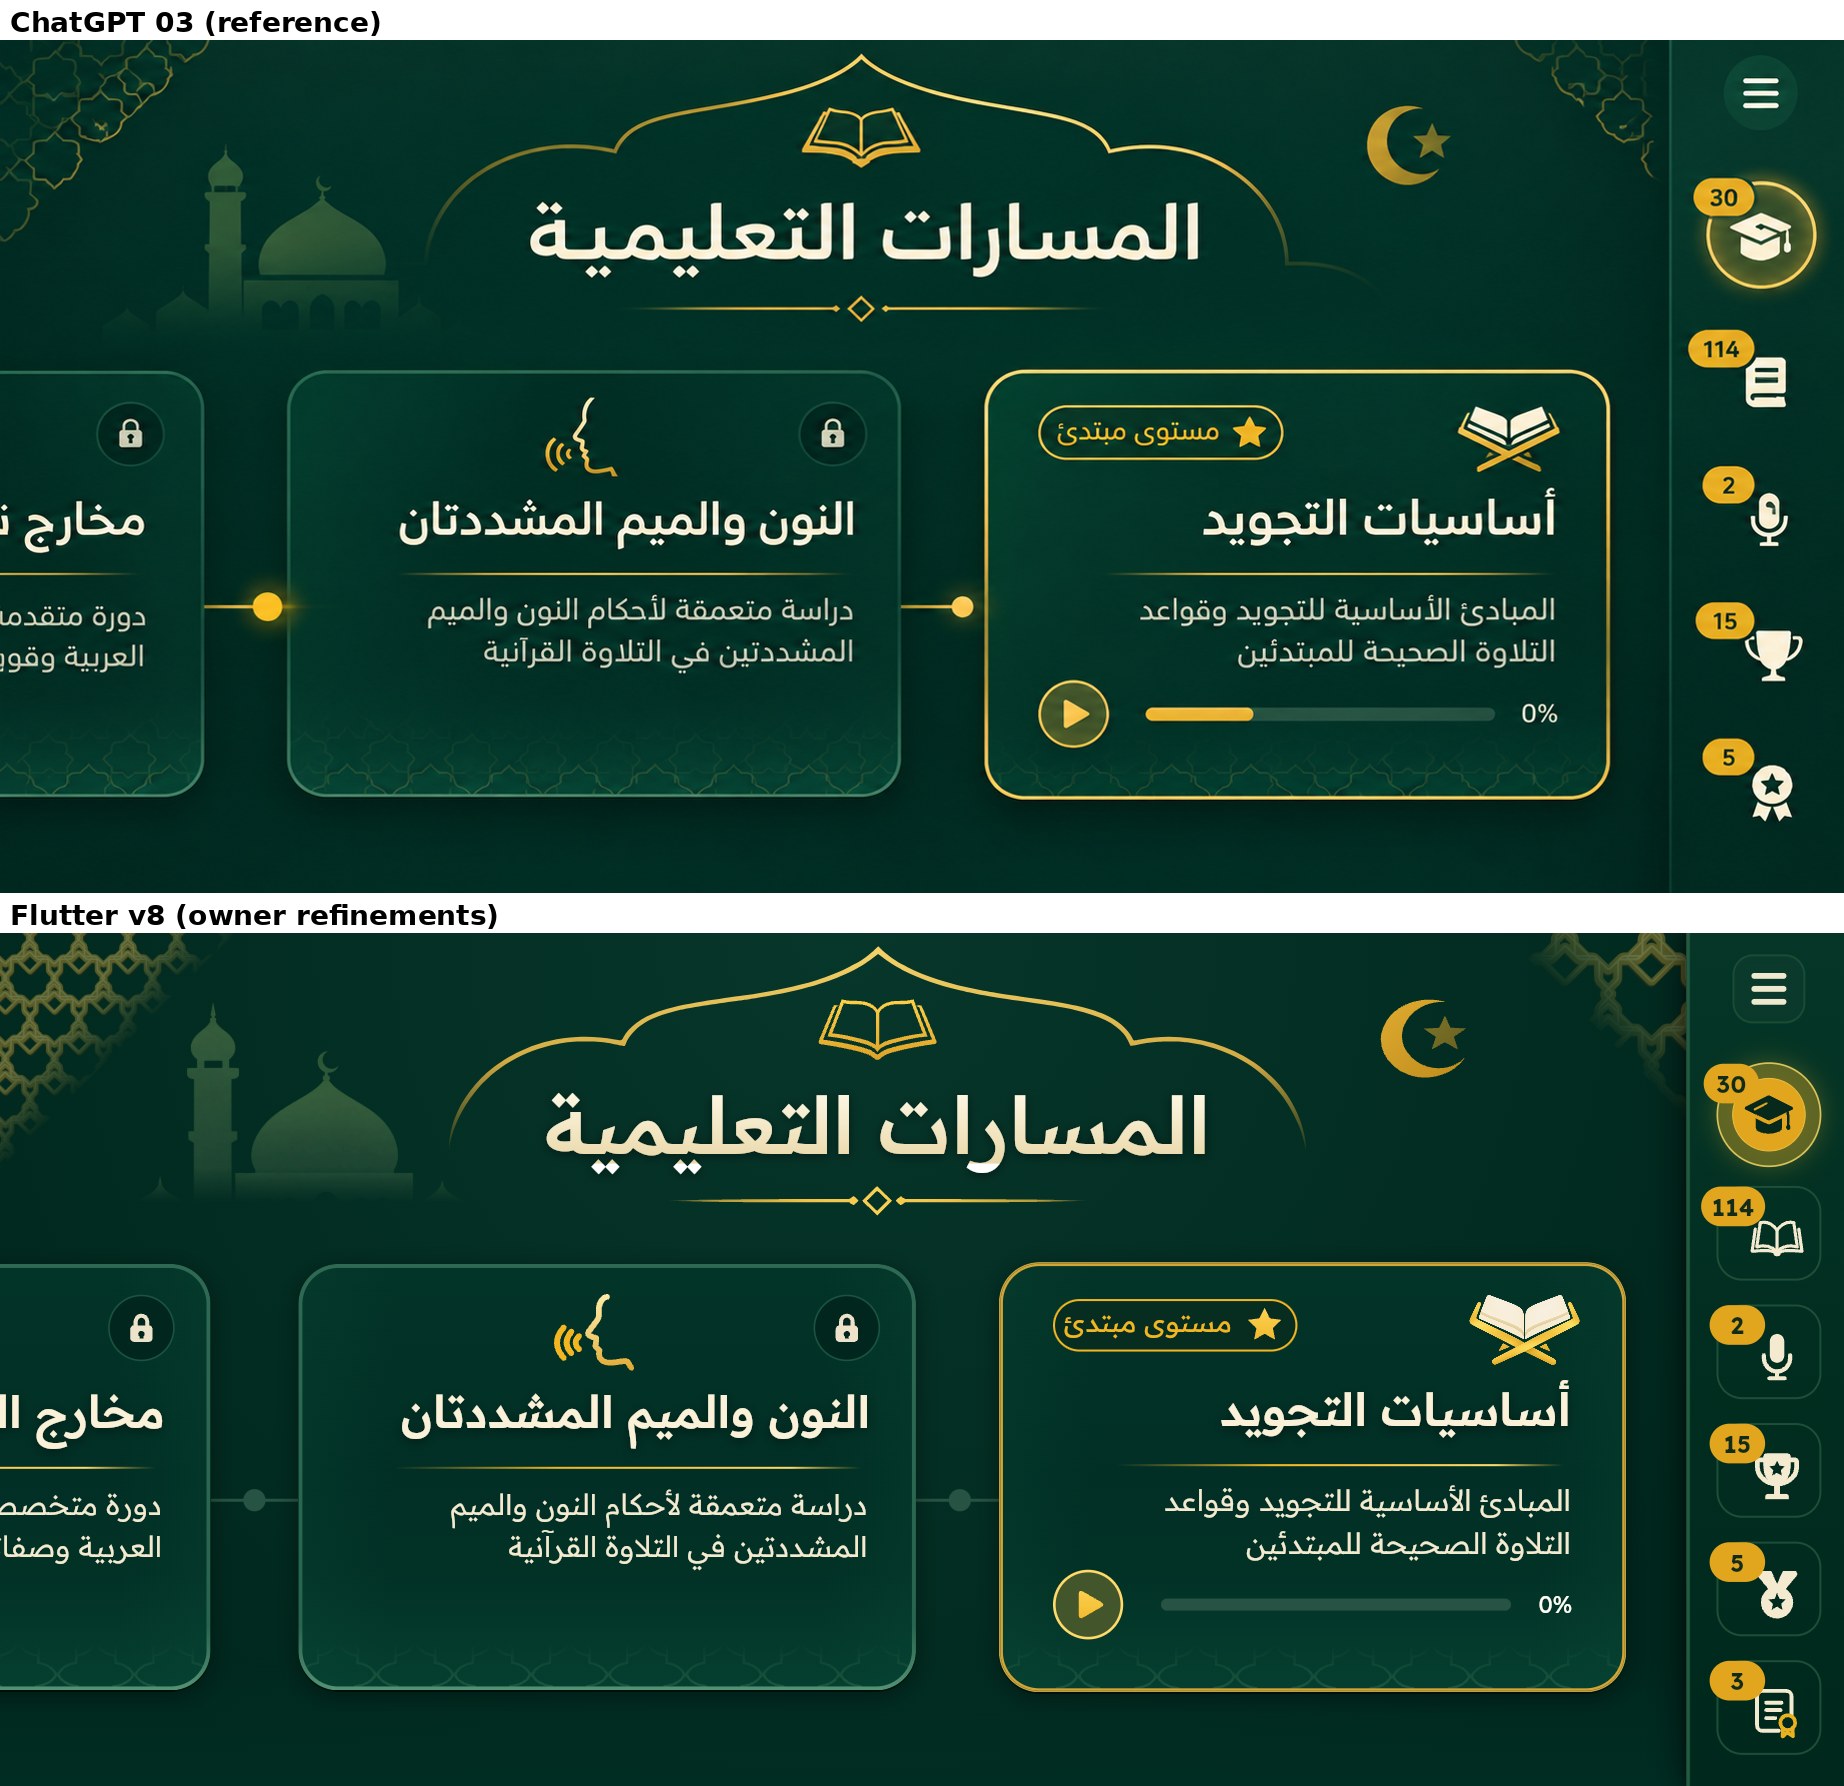 ChatGPT 03 (reference)
المسارات التعليمية
30
114
2
15
5
مستوى مبتدئ
أساسيات التجويد
المبادئ الأساسية للتجويد وقواعد
التلاوة الصحيحة للمبتدئين
0%
النون والميم المشددتان
دراسة متعمقة لأحكام النون والميم
المشددتين في التلاوة القرآنية
مخارج
دورة متقدمة
العربية
Flutter v8 (owner refinements)
المسارات التعليمية
30
114
2
15
5
3
مستوى مبتدئ
أساسيات التجويد
المبادئ الأساسية للتجويد وقواعد
التلاوة الصحيحة للمبتدئين
0%
النون والميم المشددتان
دراسة متعمقة لأحكام النون والميم
المشددتين في التلاوة القرآنية
مخارج ال
دورة متخصص
العربية وصفا